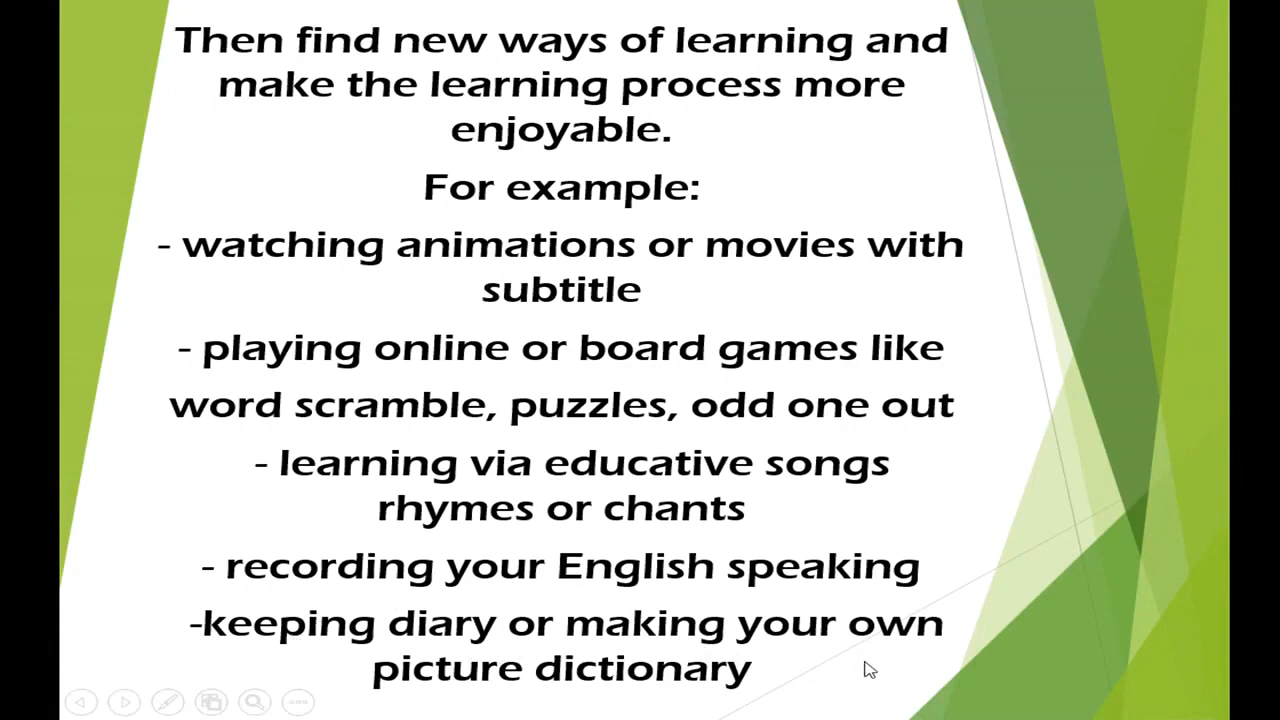 Then find new ways of learning and
make the learning process more
enjoyable.
For example:
- watching animations or movies with
subtitle
- playing online or board games like
word scramble, puzzles, odd one out
- learning via educative songs
rhymes or chants
- recording your English speaking
-keeping diary or making your own
picture dictionary